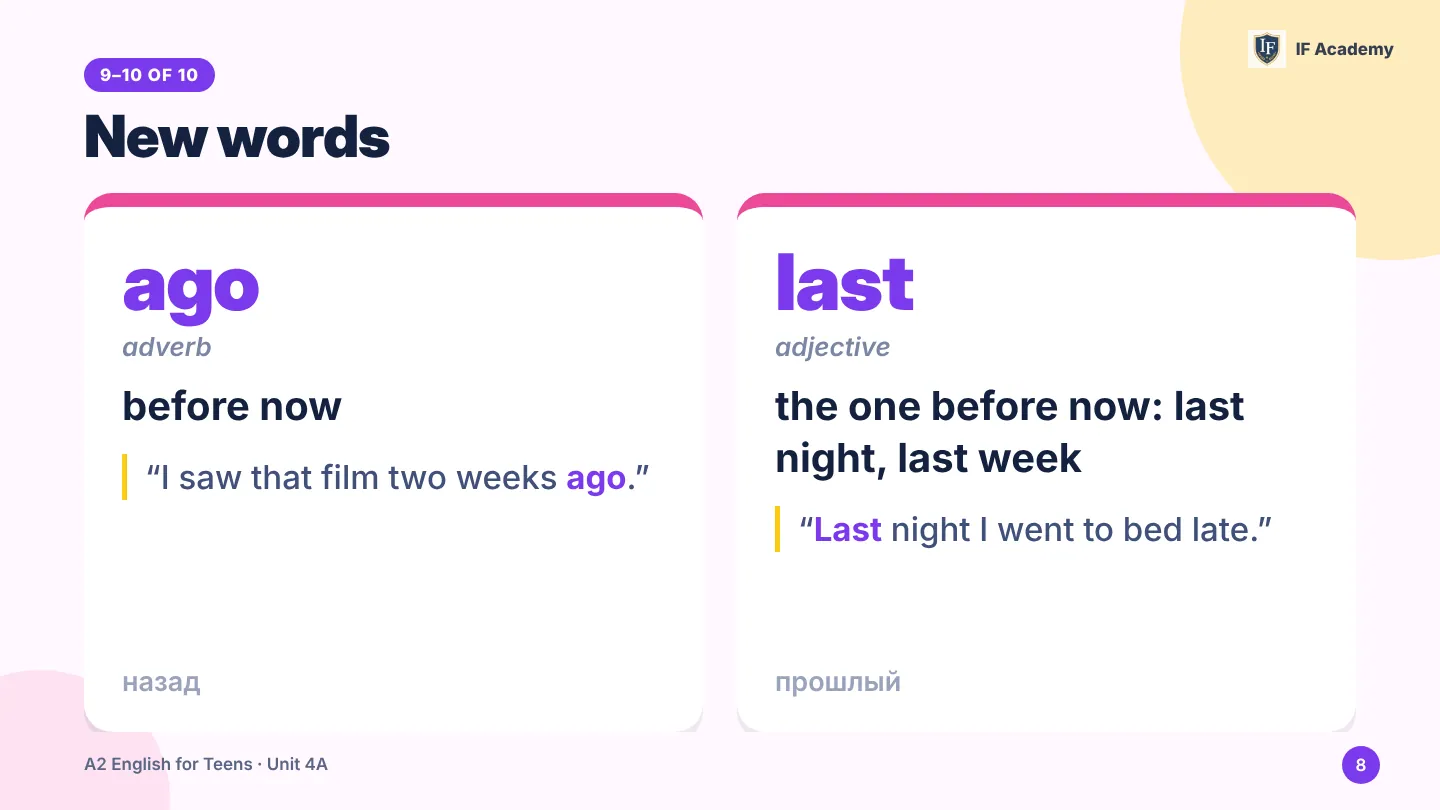 IF
IF Academy
9–10 OF 10
New words
ago
adverb
before now
“I saw that film two weeks ago.”
назад
last
adjective
the one before now: last
night, last week
“Last night I went to bed late.”
прошлый
A2 English for Teens · Unit 4A
8